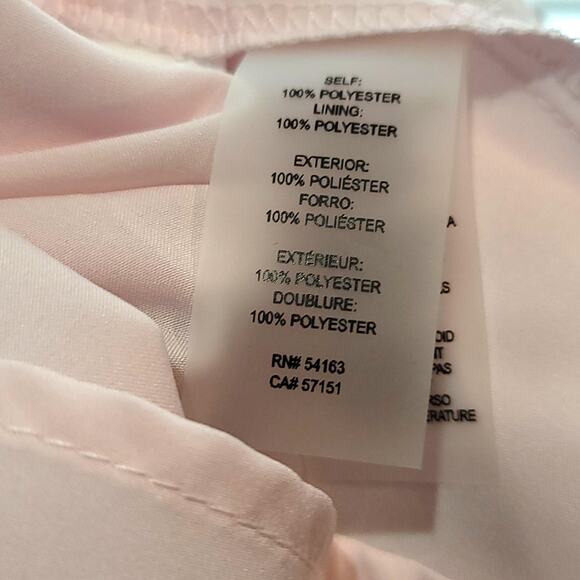 SELF:
100% POLYESTER
LINING:
100% POLYESTER
EXTERIOR:
100% POLIÉSTER
FORRO:
100% POLIÉSTER
EXTÉRIEUR:
100% POLYESTER
DOUBLURE:
100% POLYESTER
RN# 54163
CA# 57151